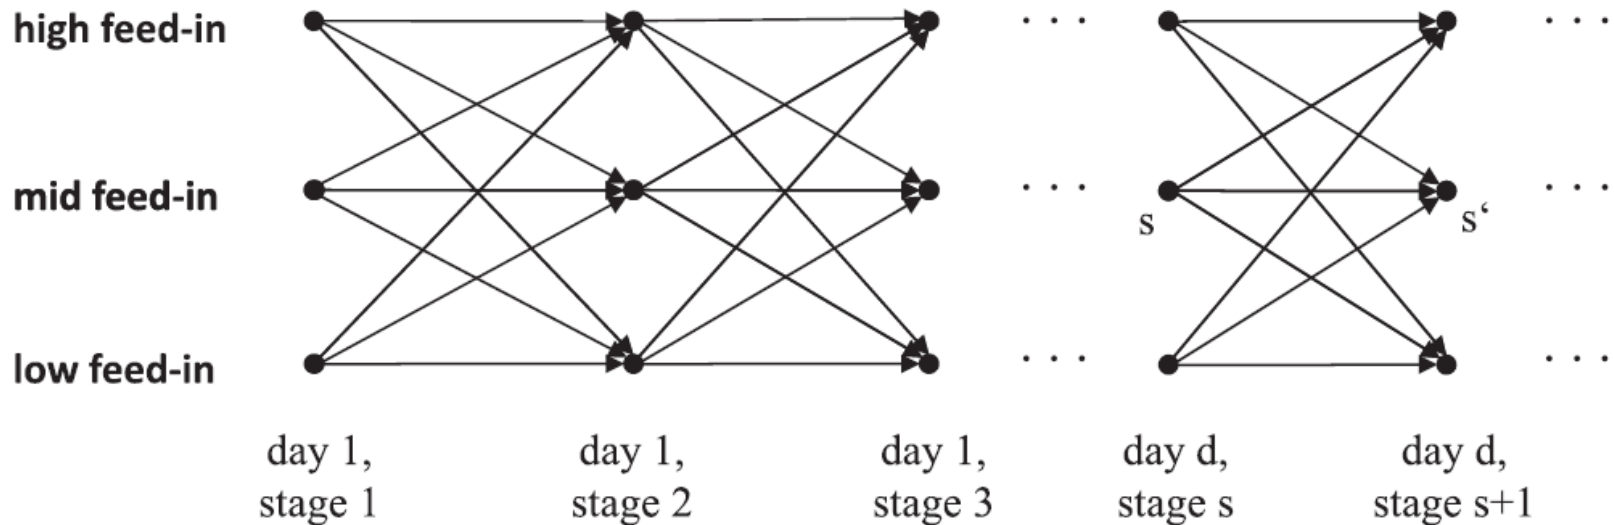 high feed-in
. . .
. . .
mid feed-in
. . .
. . .
s
s‘
low feed-in
. . .
. . .
day 1,
stage 1
day 1,
stage 2
day 1,
stage 3
day d,
stage s
day d,
stage s+1